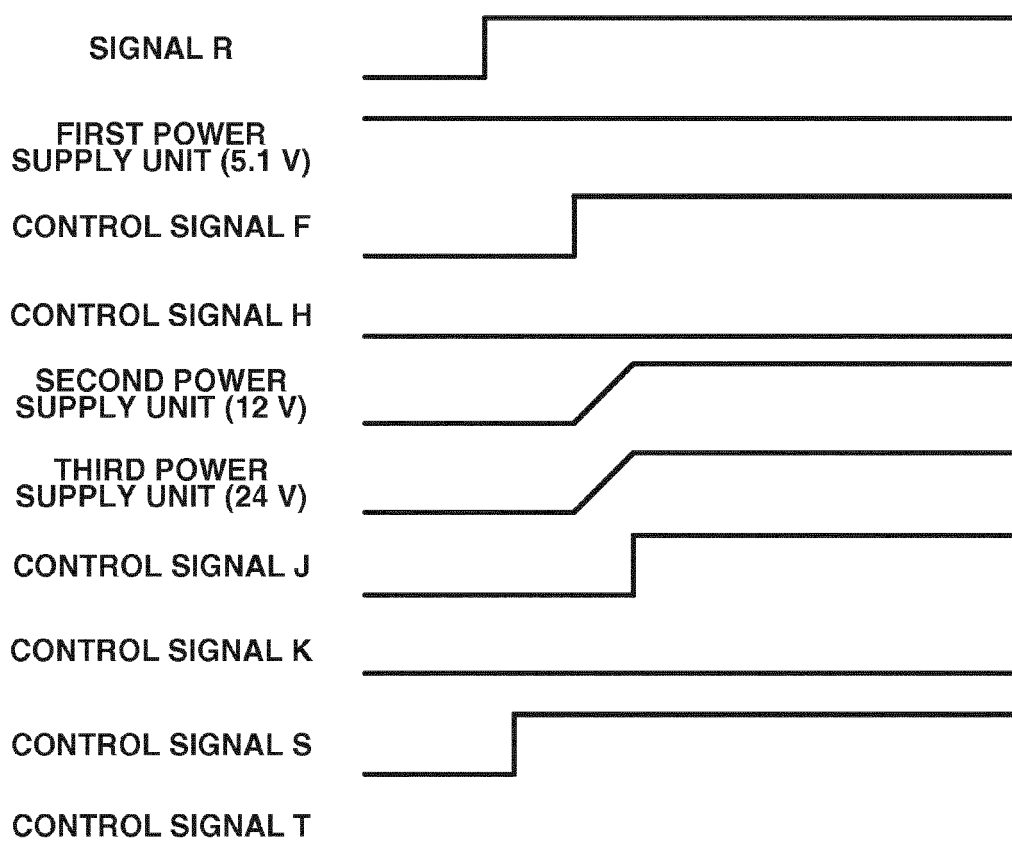 SIGNAL R
FIRST POWER
SUPPLY UNIT (5.1 V)
CONTROL SIGNAL F
CONTROL SIGNAL H
SECOND POWER
SUPPLY UNIT (12 V)
THIRD POWER
SUPPLY UNIT (24 V)
CONTROL SIGNAL J
CONTROL SIGNAL K
CONTROL SIGNAL S
CONTROL SIGNAL T